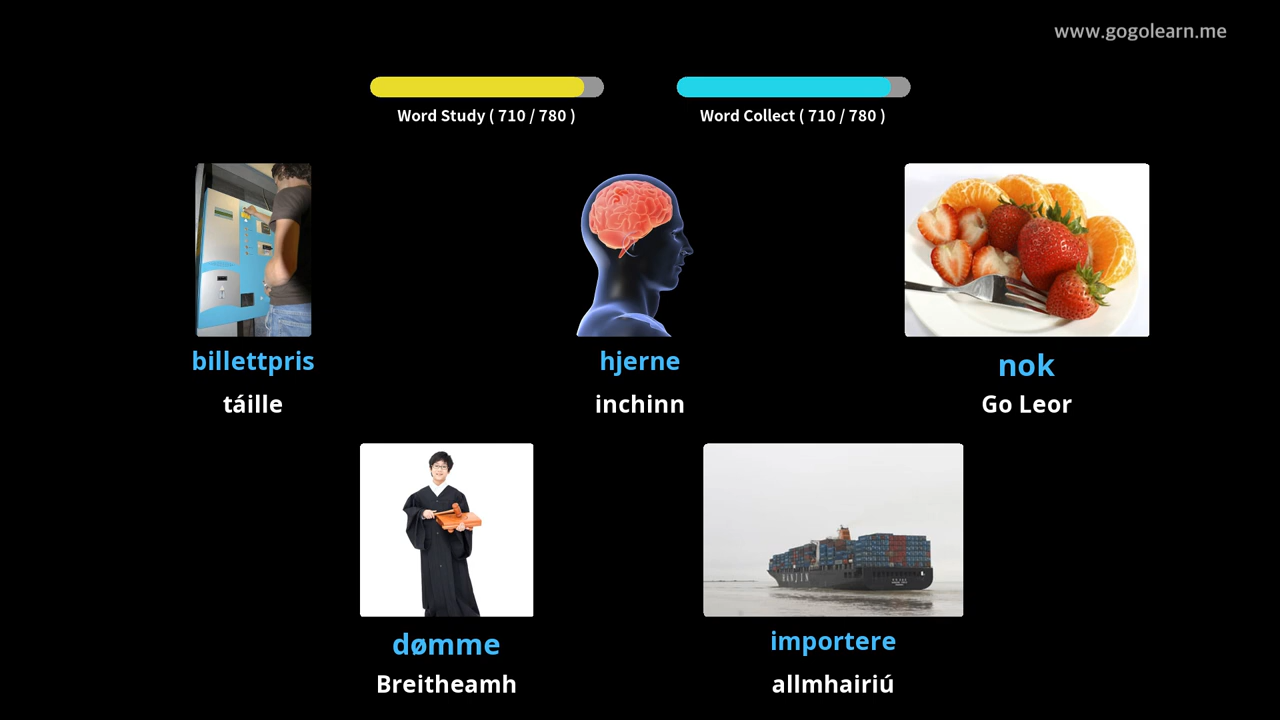 www.gogolearn.me
Word Study ( 710 / 780 )
Word Collect ( 710 / 780 )
billettpris
hjerne
nok
táille
inchinn
Go Leor
HANJIN
dømme
importere
Breitheamh
allmhairiú